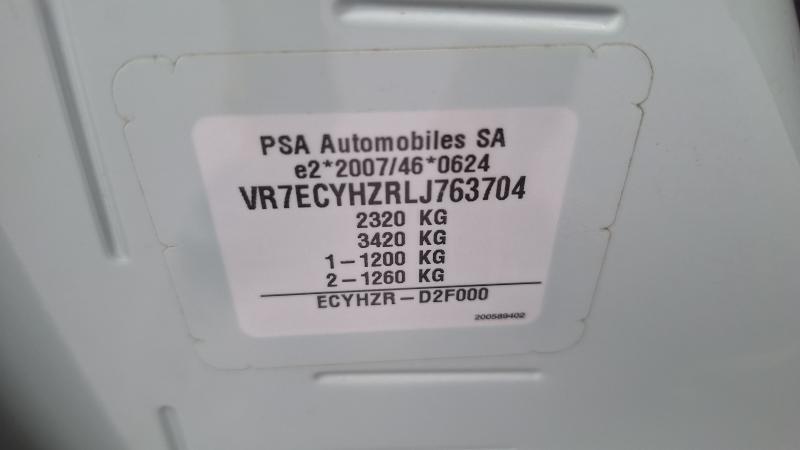 PSA Automobiles SA
e2*2007/46*0624
VR7ECYHZRLJ763704
2320 KG
3420 KG
1-1200 KG
2-1260 KG
ECYHZR-D2F000
200589402